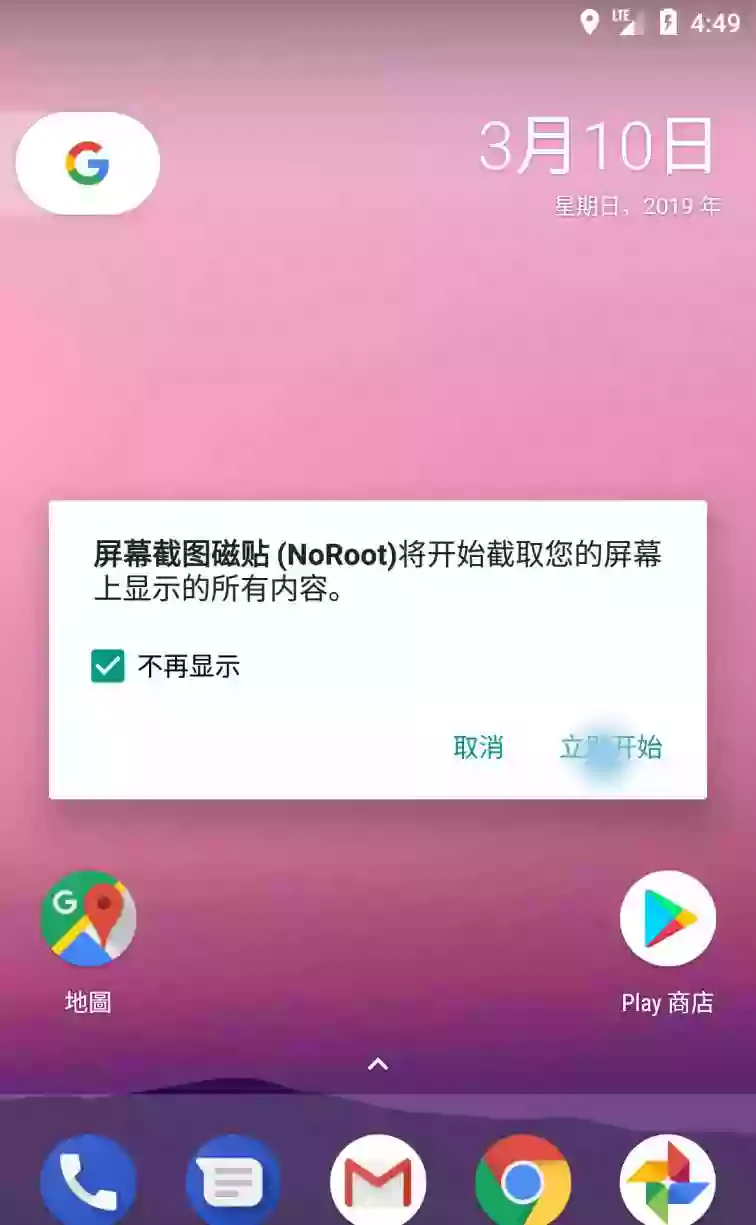 LTE 4:49
G
3月10日
星期日，2019 年
屏幕截图磁贴 (NoRoot)将开始截取您的屏幕
上显示的所有内容。
不再显示
取消 立即开始
G
地圖 Play 商店